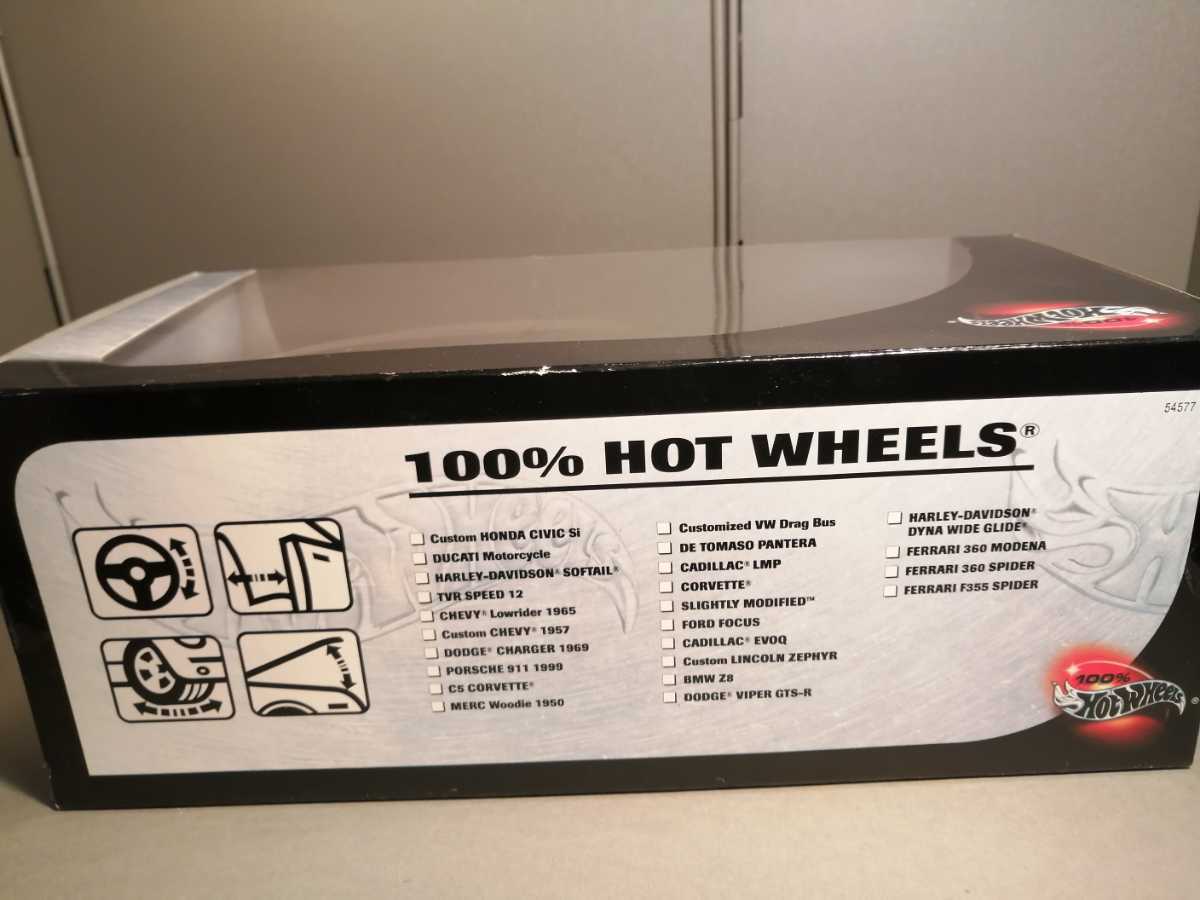 54577
100% HOT WHEELS®
Custom HONDA CIVIC Si
DUCATI Motorcycle
HARLEY-DAVIDSON® SOFTAIL®
TVR SPEED 12
CHEVY® Lowrider 1965
Custom CHEVY® 1957
DODGE® CHARGER 1969
PORSCHE 911 1999
C5 CORVETTE®
MERC Woodie 1950
Customized VW Drag Bus
DE TOMASO PANTERA
CADILLAC® LMP
CORVETTE®
SLIGHTLY MODIFIED™
FORD FOCUS
CADILLAC® EVOQ
Custom LINCOLN ZEPHYR
BMW Z8
DODGE® VIPER GTS-R
HARLEY-DAVIDSON®
DYNA WIDE GLIDE®
FERRARI 360 MODENA
FERRARI 360 SPIDER
FERRARI F355 SPIDER
100%
Hot Wheels®
100%
Hot Wheels